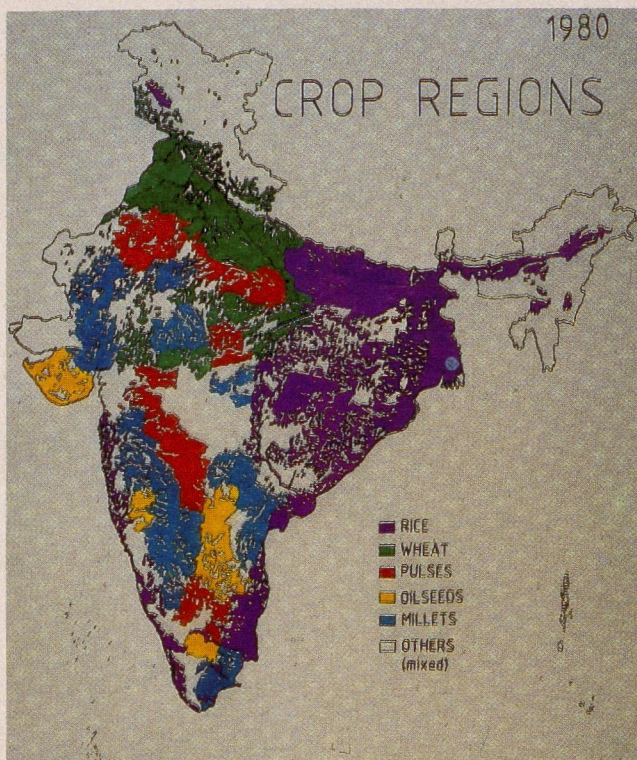 1980
CROP REGIONS
RICE
WHEAT
PULSES
OILSEEDS
MILLETS
OTHERS
(mixed)